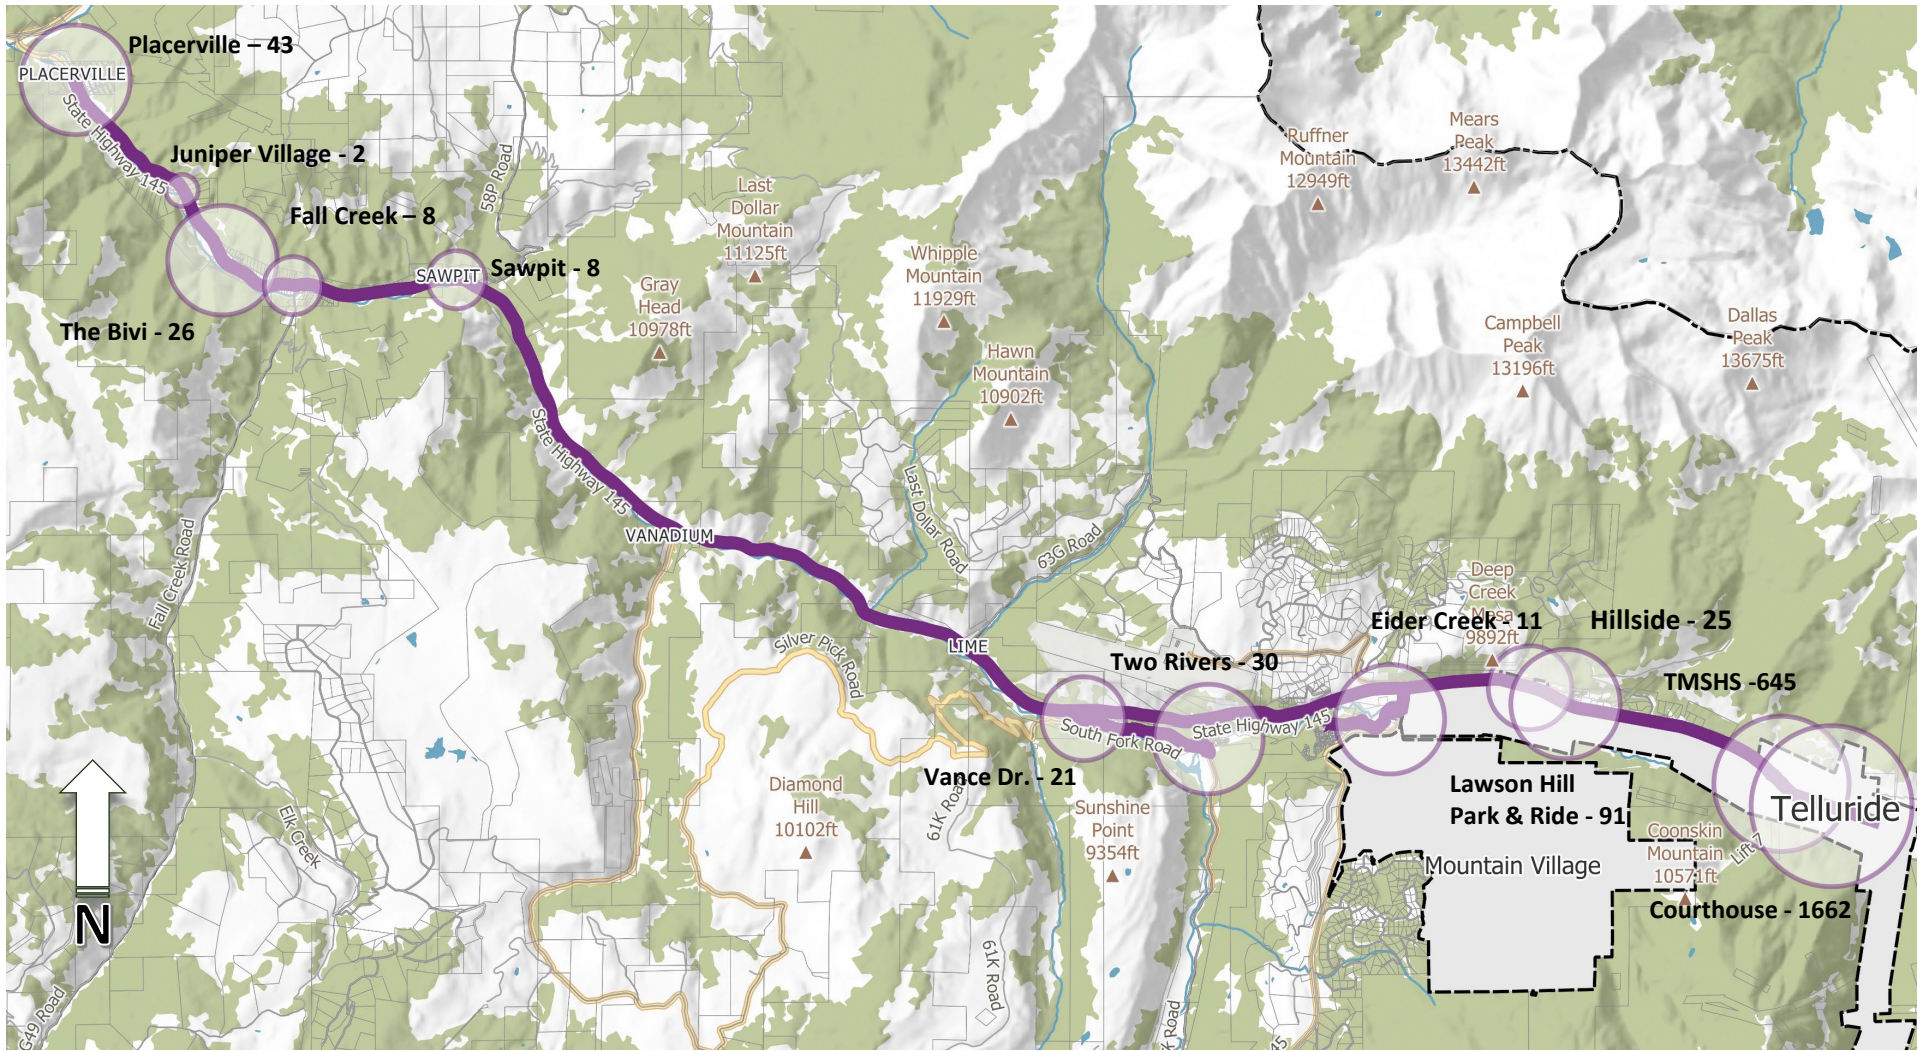 Placerville – 43
PLACERVILLE
State Highway 145
Juniper Village - 2
Fall Creek – 8
58P Road
SAWPIT
Sawpit - 8
The Bivi - 26
Last
Dollar
Mountain
11125ft
Gray
Head
10978ft
Whipple
Mountain
11929ft
Hawn
Mountain
10902ft
Ruffner
Mountain
12949ft
Mears
Peak
13442ft
Campbell
Peak
13196ft
Dallas
Peak
13675ft
State Highway 145
Fall Creek Road
VANADIUM
Last Dollar Road
63G Road
LIME
Silver Pick Road
Deep
Creek
Mesa
9892ft
Eider Creek - 11
Hillside - 25
Two Rivers - 30
TMSHS -645
State Highway 145
South Fork Road
Vance Dr. - 21
61K Road
Diamond
Hill
10102ft
Sunshine
Point
9354ft
Lawson Hill
Park & Ride - 91
Telluride
Coonskin
Mountain
10571ft
Lift 7
Mountain Village
Courthouse - 1662
Elk Creek
N
61K Road
G49 Road
K Road
45